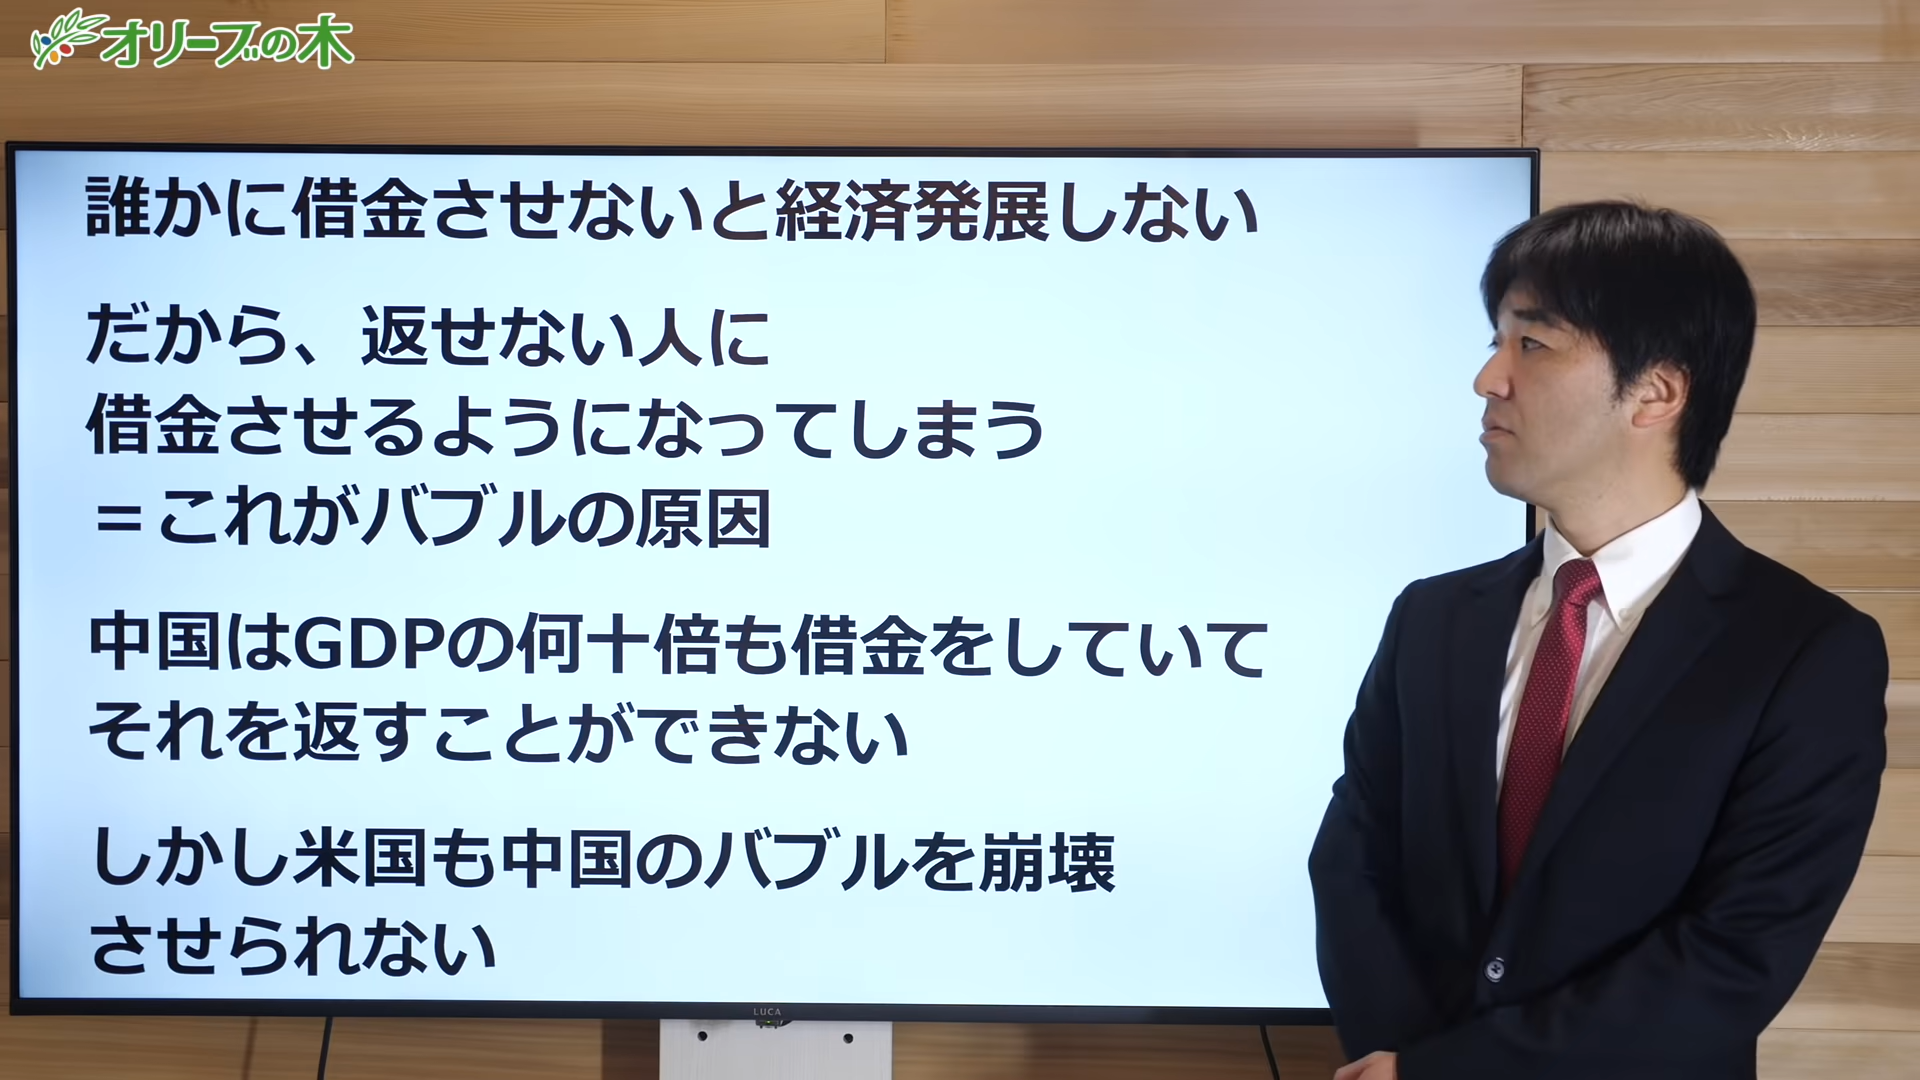 オリーブの木
誰かに借金させないと経済発展しない
だから、返せない人に
借金させるようになってしまう
＝これがバブルの原因
中国はGDPの何十倍も借金をしていて
それを返すことができない
しかし米国も中国のバブルを崩壊
させられない
LUCA